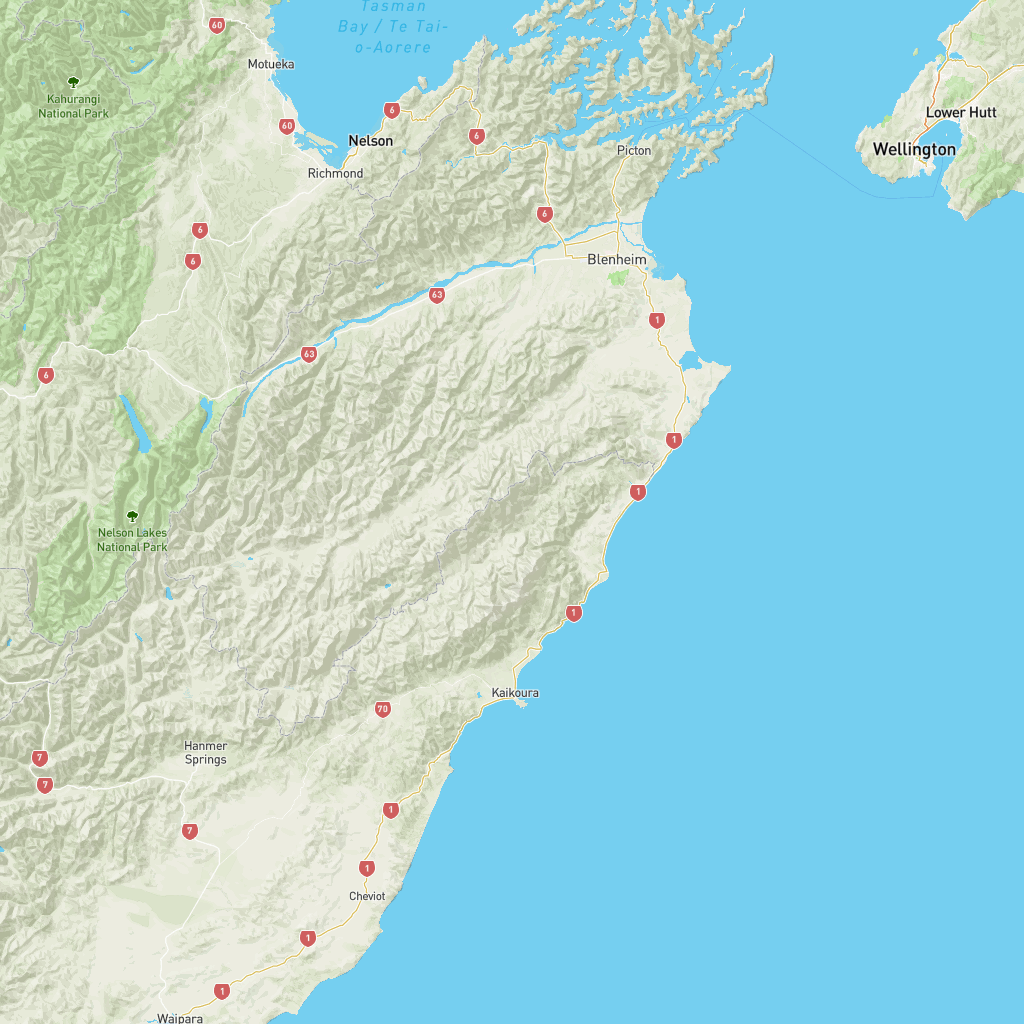 Tasman
Bay / Te Tai-
o-Aorere
60
Motueka
Kahurangi
National Park
6
Lower Hutt
60
6
Nelson
Wellington
Picton
Richmond
6
6
6
Blenheim
63
1
63
6
1
1
Nelson Lakes
National Park
1
Kaikoura
70
Hanmer
Springs
7
7
1
7
1
Cheviot
1
1
Waipara